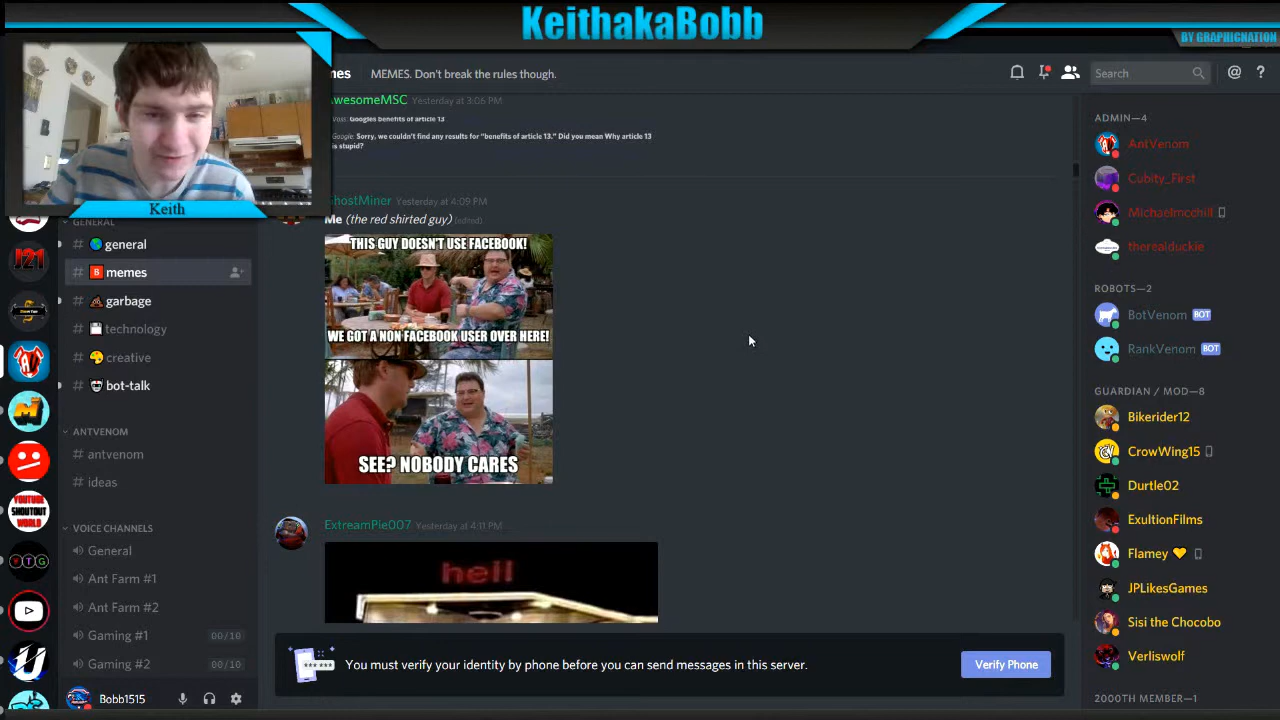 KeithakaBobb
BY GRAPHICNATION
Keith
MEMES. Don't break the rules though.
Search
@
?
AwesomeMSC Yesterday at 3:06 PM
Voss: Googles benefits of article 13
Google: Sorry, we couldn't find any results for "benefits of article 13." Did you mean Why article 13
is stupid?
GhostMiner Yesterday at 4:09 PM
Me (the red shirted guy) (edited)
THIS GUY DOESN'T USE FACEBOOK!
WE GOT A NON FACEBOOK USER OVER HERE!
SEE? NOBODY CARES
ExtreamPie007 Yesterday at 4:11 PM
hell
You must verify your identity by phone before you can send messages in this server.
Verify Phone
GENERAL
# general
# B memes
# garbage
# technology
# creative
# bot-talk
ANTVENOM
# antvenom
# ideas
VOICE CHANNELS
General
Ant Farm #1
Ant Farm #2
Gaming #1 00/10
Gaming #2 00/10
Bobb1515
J21
AV
YOUTUBE
SHOUTOUT
WORLD
OTG
ADMIN—4
AntVenom
Cubity_First
Michaelmcchill
therealduckie
ROBOTS—2
BotVenom BOT
RankVenom BOT
GUARDIAN / MOD—8
Bikerider12
CrowWing15
Durtle02
ExultionFilms
Flamey 💛
JPLikesGames
Sisi the Chocobo
Verliswolf
2000TH MEMBER—1